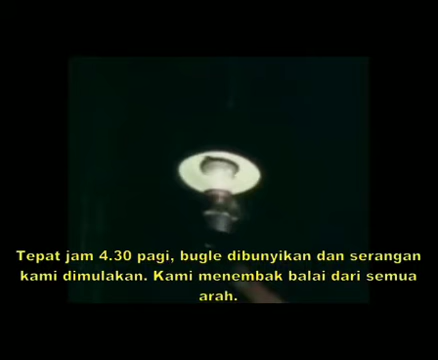 Tepat jam 4.30 pagi, bugle dibunyikan dan serangan
kami dimulakan. Kami menembak balai dari semua
arah.